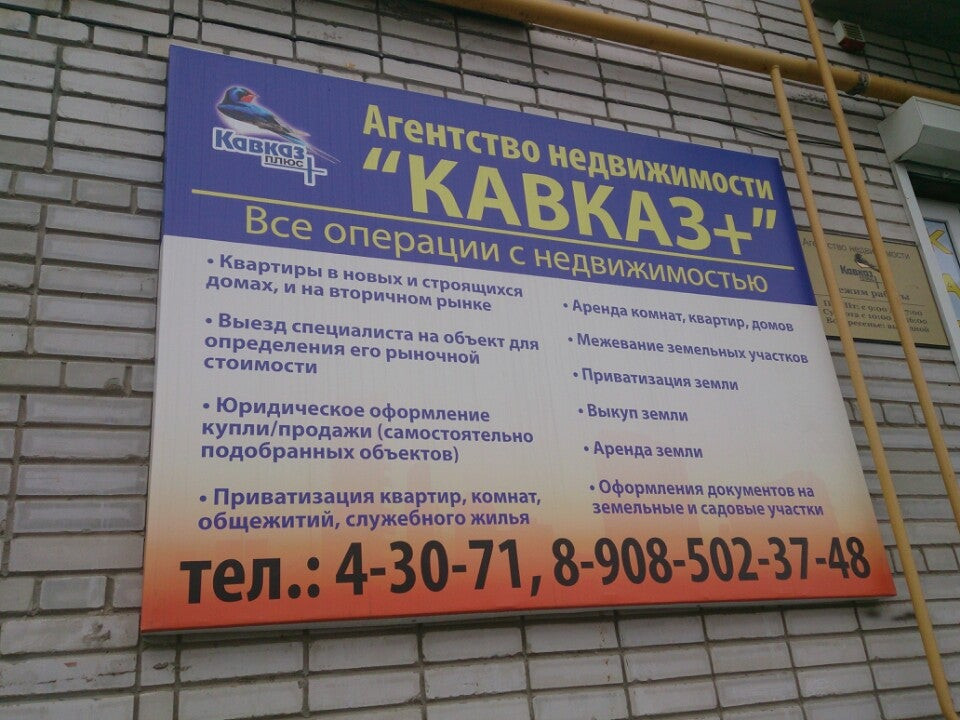 Кавказ
плюс
Агентство недвижимости
“КАВКАЗ+”
Все операции с недвижимостью
• Квартиры в новых и строящихся
домах, и на вторичном рынке
• Выезд специалиста на объект для
определения его рыночной
стоимости
• Юридическое оформление
купли/продажи (самостоятельно
подобранных объектов)
• Приватизация квартир, комнат,
общежитий, служебного жилья
• Аренда комнат, квартир, домов
• Межевание земельных участков
• Приватизация земли
• Выкуп земли
• Аренда земли
• Оформления документов на
земельные и садовые участки
тел.: 4-30-71, 8-908-502-37-48
недвижимости
Кавказ